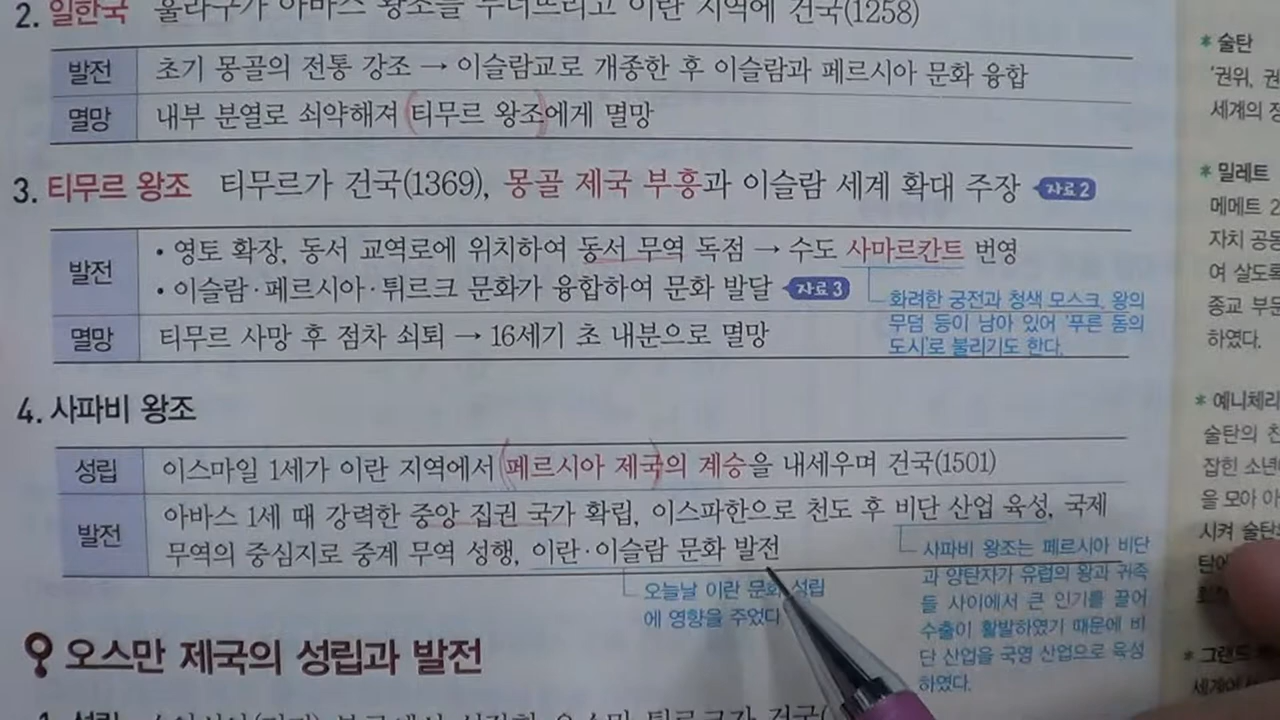 2. 일한국 훌라구가 아바스 왕조를 무너뜨리고 이란 지역에 건국(1258)
발전 초기 몽골의 전통 강조 → 이슬람교로 개종한 후 이슬람과 페르시아 문화 융합
멸망 내부 분열로 쇠약해져 티무르 왕조에게 멸망
3. 티무르 왕조 티무르가 건국(1369), 몽골 제국 부흥과 이슬람 세계 확대 주장 자료 2
발전 • 영토 확장, 동서 교역로에 위치하여 동서 무역 독점 → 수도 사마르칸트 번영
• 이슬람·페르시아·튀르크 문화가 융합하여 문화 발달 자료 3
화려한 궁전과 청색 모스크, 왕의
무덤 등이 남아 있어 '푸른 돔의
도시'로 불리기도 한다.
멸망 티무르 사망 후 점차 쇠퇴 → 16세기 초 내분으로 멸망
4. 사파비 왕조
성립 이스마일 1세가 이란 지역에서 페르시아 제국의 계승을 내세우며 건국(1501)
발전 아바스 1세 때 강력한 중앙 집권 국가 확립, 이스파한으로 천도 후 비단 산업 육성, 국제
무역의 중심지로 중계 무역 성행, 이란·이슬람 문화 발전
오늘날 이란 문화 성립
에 영향을 주었다
사파비 왕조는 페르시아 비단
과 양탄자가 유럽의 왕과 귀족
들 사이에서 큰 인기를 끌어
수출이 활발하였기 때문에 비
단 산업을 국영 산업으로 육성
하였다.
오스만 제국의 성립과 발전
* 술탄
'권위, 권
세계의 정
* 밀레트
메메트 2
자치 공동
여 살도록
종교 부문
하였다.
* 예니체리
술탄의 친
잡힌 소년
을 모아 이
시켜 술탄
탄에
* 그랜드